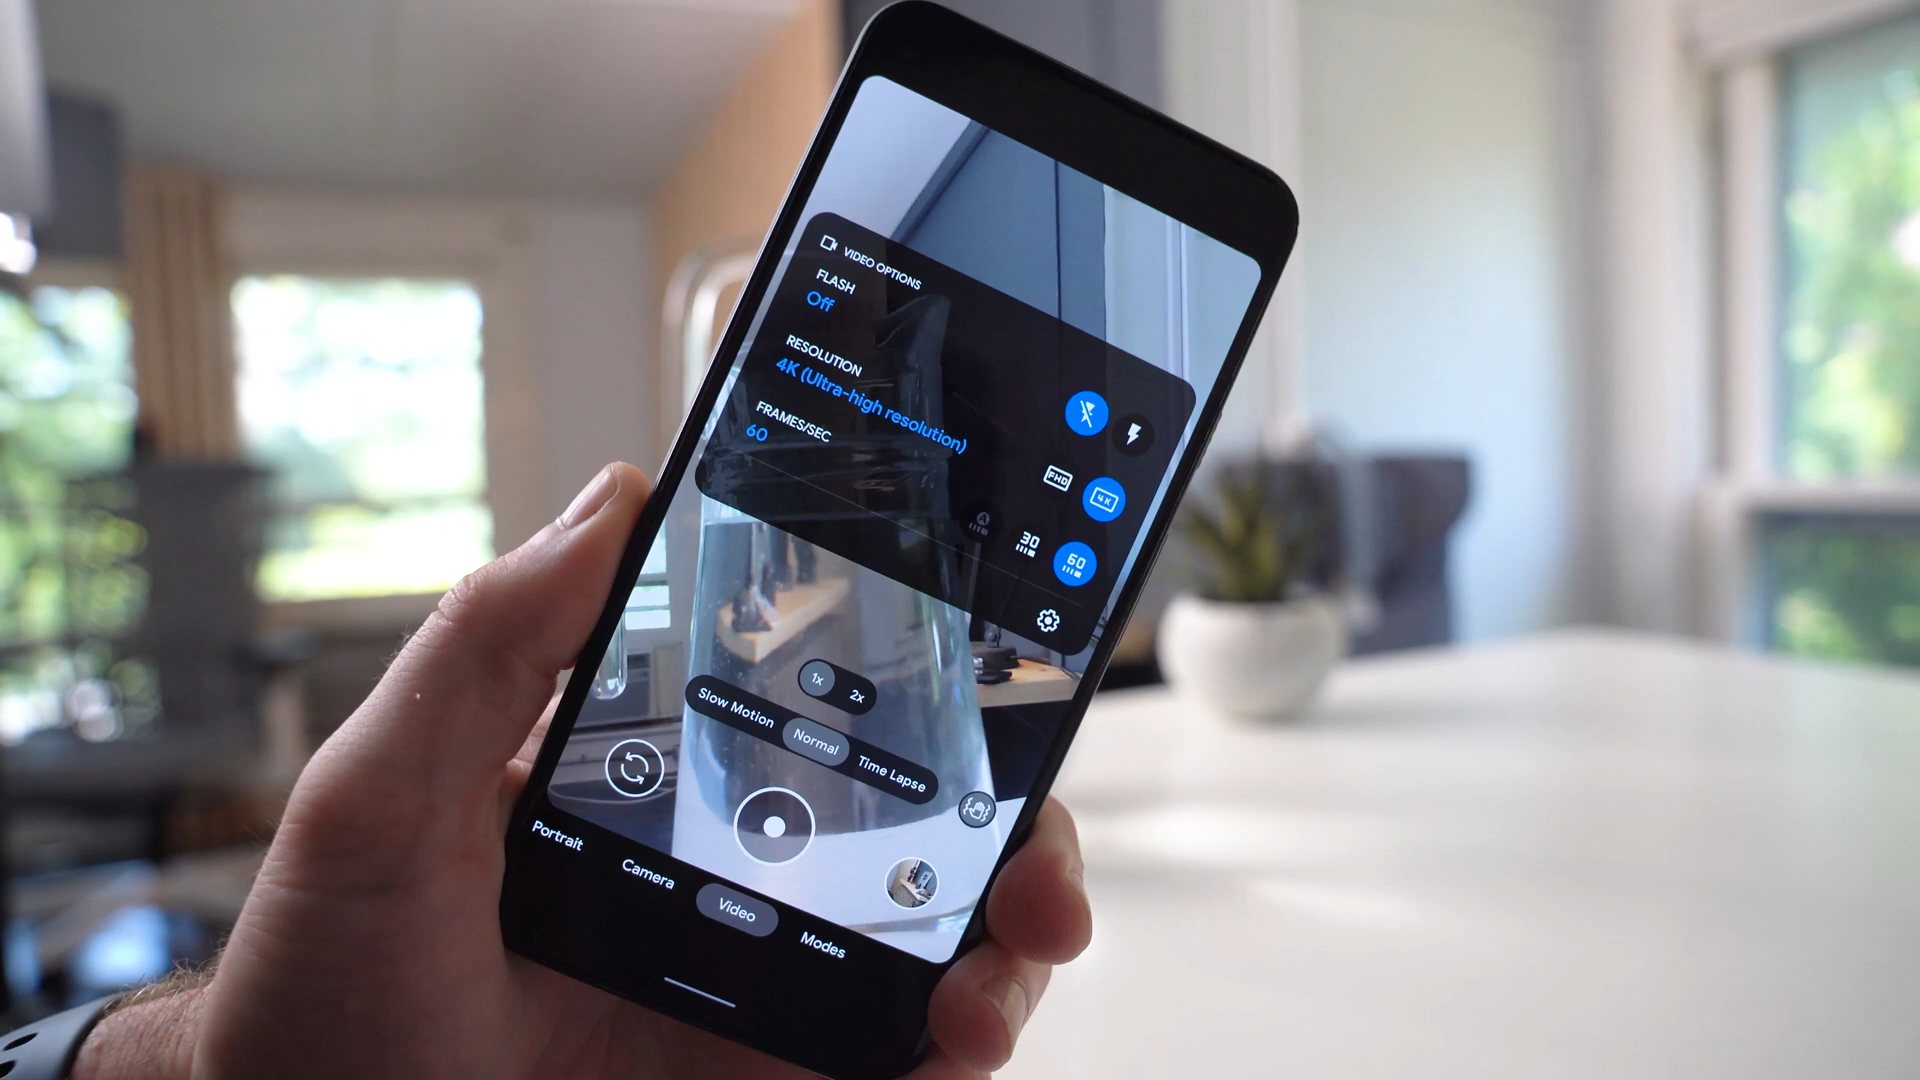 VIDEO OPTIONS
FLASH
Off
RESOLUTION
4K (Ultra-high resolution)
FHD
4K
FRAMES/SEC
60
A
30
60
1x
2x
Slow Motion
Normal
Time Lapse
Portrait
Camera
Video
Modes